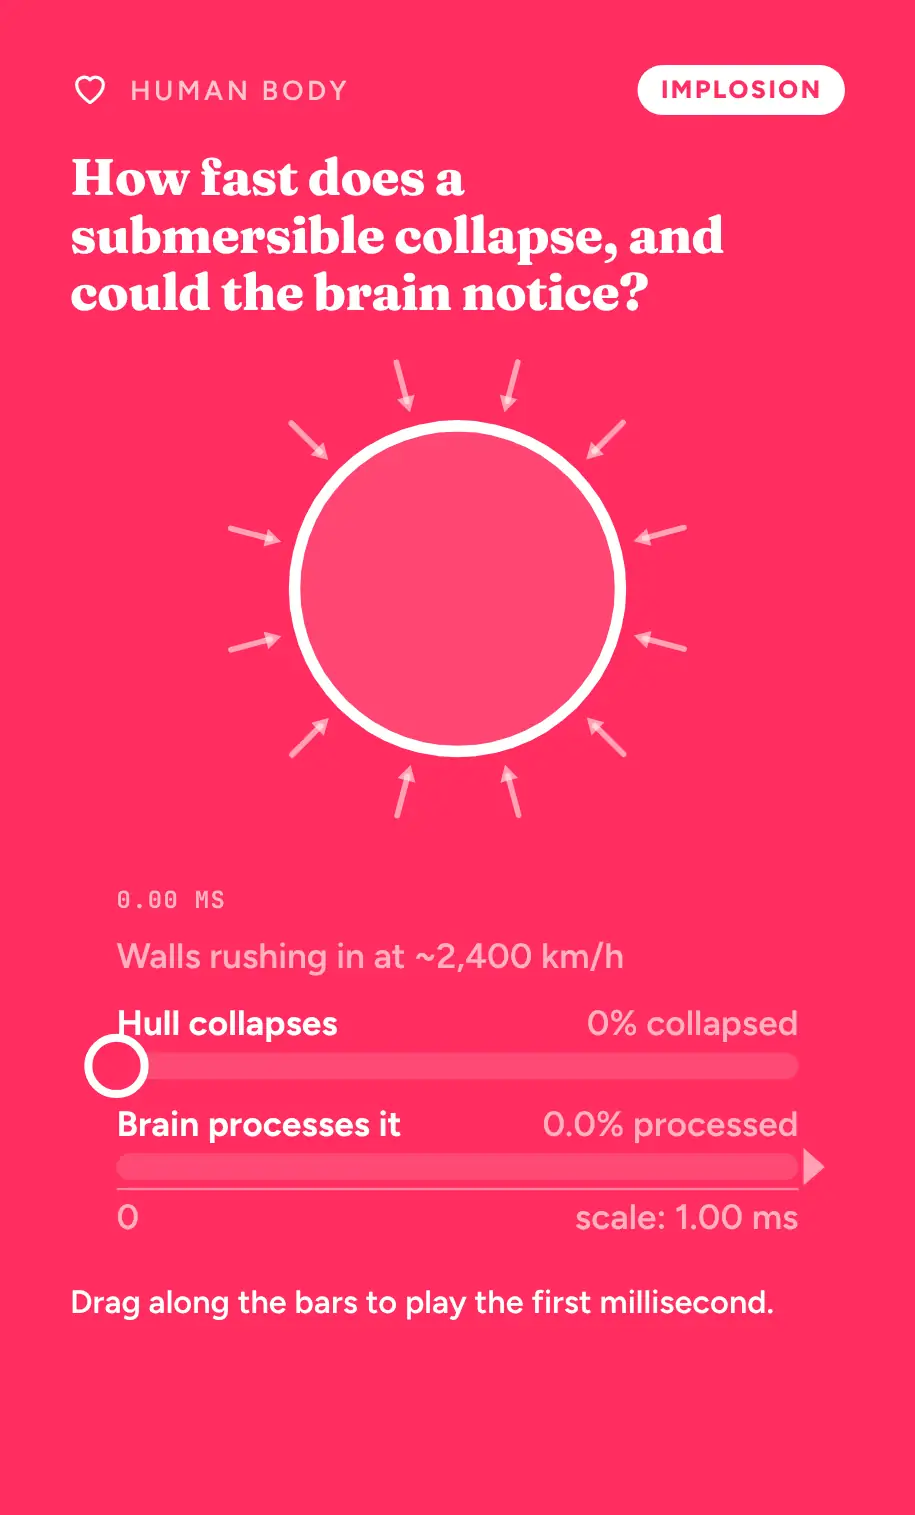 HUMAN BODY
IMPLOSION
How fast does a
submersible collapse, and
could the brain notice?
0.00 MS
Walls rushing in at ~2,400 km/h
Hull collapses
0% collapsed
Brain processes it
0.0% processed
0
scale: 1.00 ms
Drag along the bars to play the first millisecond.